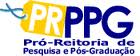 PRPPG
Pró-Reitoria de
Pesquisa e Pós-Graduação